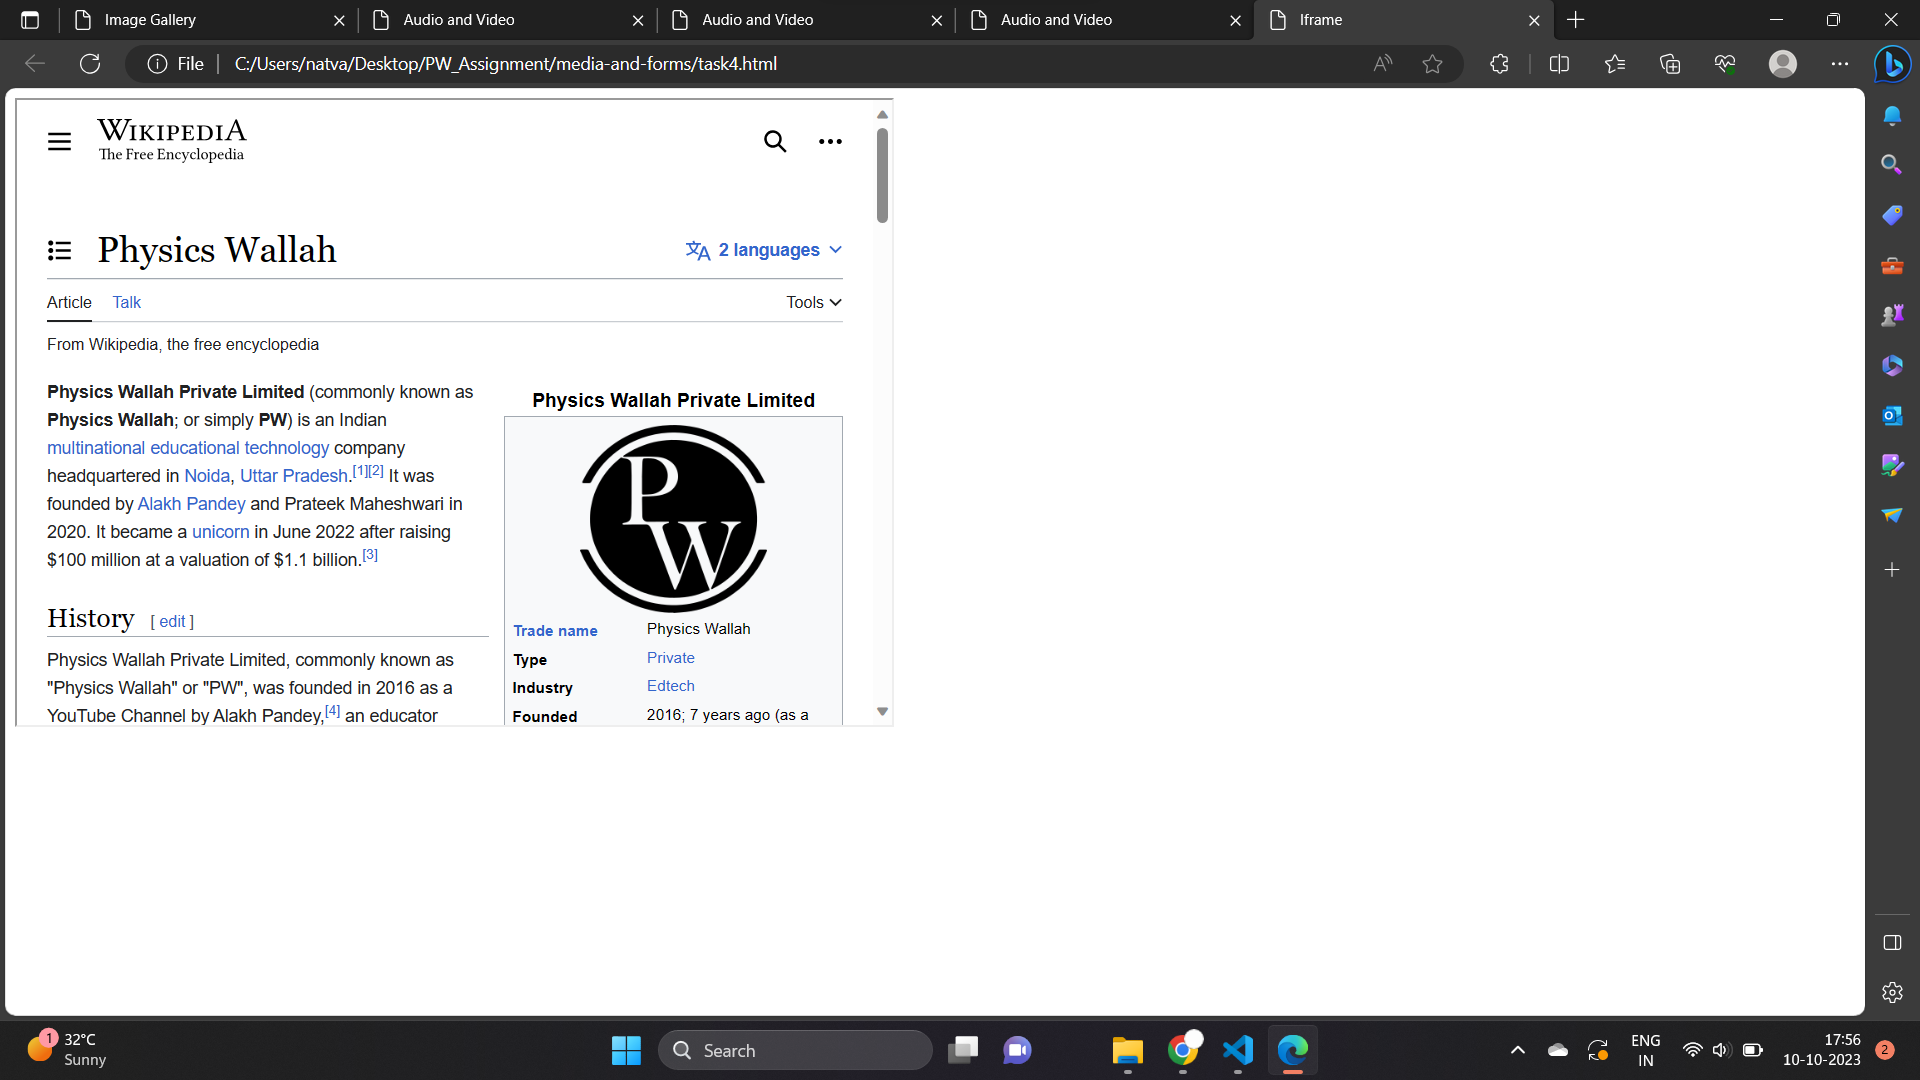 Image Gallery
Audio and Video
Audio and Video
Audio and Video
Iframe
File
C:/Users/natva/Desktop/PW_Assignment/media-and-forms/task4.html
WIKIPEDIA
The Free Encyclopedia
Physics Wallah
2 languages
Article
Talk
Tools
From Wikipedia, the free encyclopedia
Physics Wallah Private Limited (commonly known as
Physics Wallah; or simply PW) is an Indian
multinational educational technology company
headquartered in Noida, Uttar Pradesh.[1][2] It was
founded by Alakh Pandey and Prateek Maheshwari in
2020. It became a unicorn in June 2022 after raising
$100 million at a valuation of $1.1 billion.[3]
History [ edit ]
Physics Wallah Private Limited, commonly known as
"Physics Wallah" or "PW", was founded in 2016 as a
YouTube Channel by Alakh Pandey,[4] an educator
Physics Wallah Private Limited
P
W
Trade name Physics Wallah
Type Private
Industry Edtech
Founded 2016; 7 years ago (as a
1
32°C
Sunny
Search
ENG
IN
17:56
10-10-2023
2